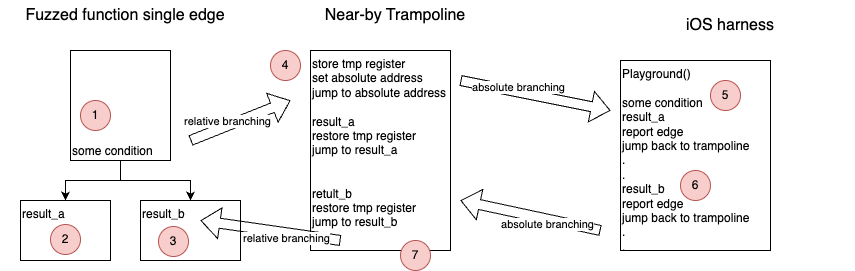 Fuzzed function single edge
Near-by Trampoline
iOS harness
1
some condition
result_a
2
result_b
3
relative branching
4
store tmp register
set absolute address
jump to absolute address
result_a
restore tmp register
jump to result_a
retult_b
restore tmp register
jump to result_b
7
absolute branching
Playground()
5
some condition
result_a
report edge
jump back to trampoline
.
.
6
result_b
report edge
jump back to trampoline
.
absolute branching
relative branching